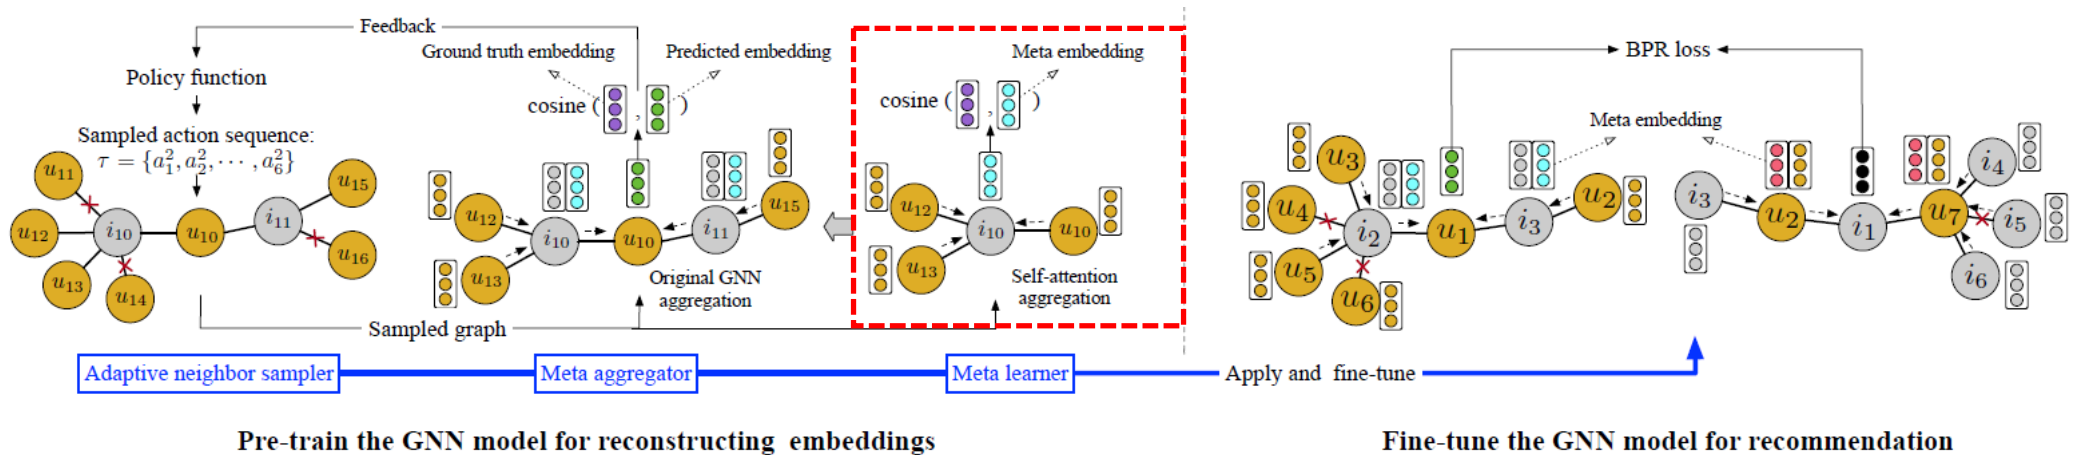 Feedback
Policy function
Sampled action sequence:
τ = {a₁², a₂², ⋯ , a₆²}
u₁₁
u₁₂
u₁₃
u₁₄
i₁₀
u₁₀
i₁₁
u₁₅
u₁₆
Ground truth embedding
Predicted embedding
cosine ( , )
u₁₂
u₁₃
i₁₀
u₁₀
i₁₁
u₁₅
Original GNN
aggregation
Sampled graph
Meta embedding
cosine ( , )
u₁₂
u₁₃
i₁₀
u₁₀
Self-attention
aggregation
BPR loss
Meta embedding
u₃
u₄
u₅
u₆
i₂
u₁
i₃
u₂
i₃
u₂
i₁
u₇
i₄
i₅
i₆
Adaptive neighbor sampler
Meta aggregator
Meta learner
Apply and fine-tune
Pre-train the GNN model for reconstructing embeddings
Fine-tune the GNN model for recommendation